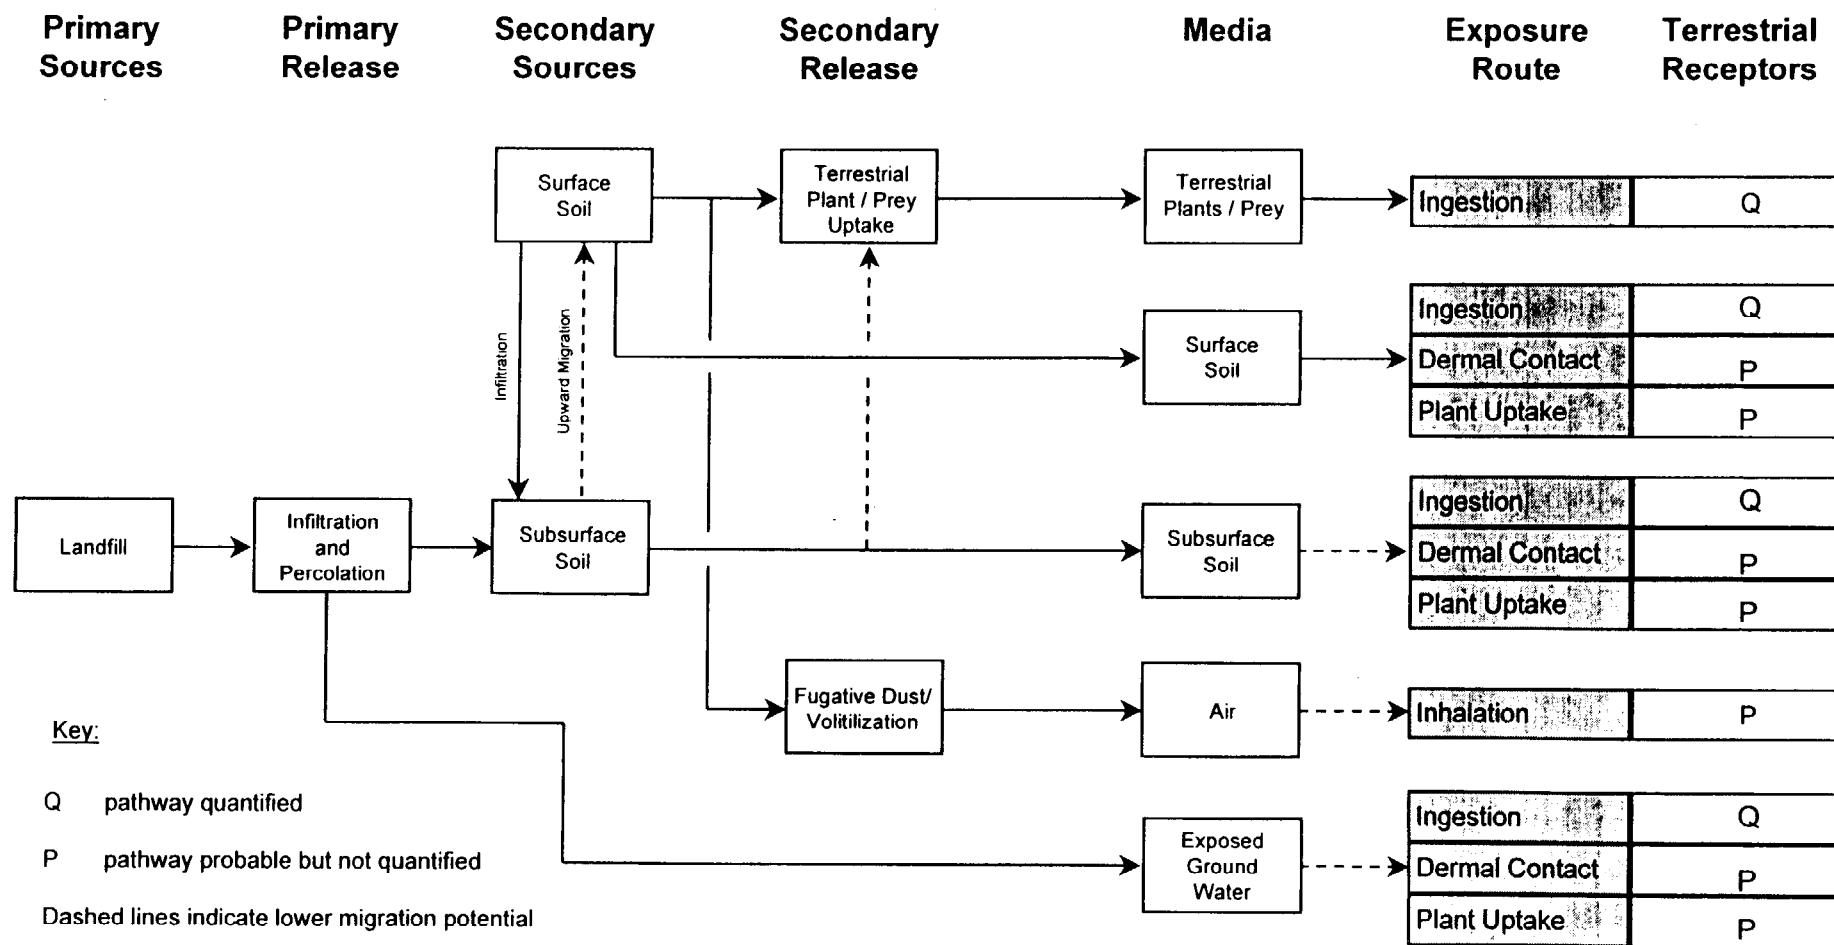 Primary Sources
Primary Release
Secondary Sources
Secondary Release
Media
Exposure Route
Terrestrial Receptors
Surface
Soil
Terrestrial
Plant / Prey
Uptake
Terrestrial
Plants / Prey
Ingestion Q
Infiltration
Upward Migration
Surface
Soil
Ingestion Q
Dermal Contact P
Plant Uptake P
Landfill
Infiltration
and
Percolation
Subsurface
Soil
Subsurface
Soil
Ingestion Q
Dermal Contact P
Plant Uptake P
Fugative Dust/
Volitilization
Air
Inhalation P
Exposed
Ground
Water
Ingestion Q
Dermal Contact P
Plant Uptake P
Key:
Q pathway quantified
P pathway probable but not quantified
Dashed lines indicate lower migration potential